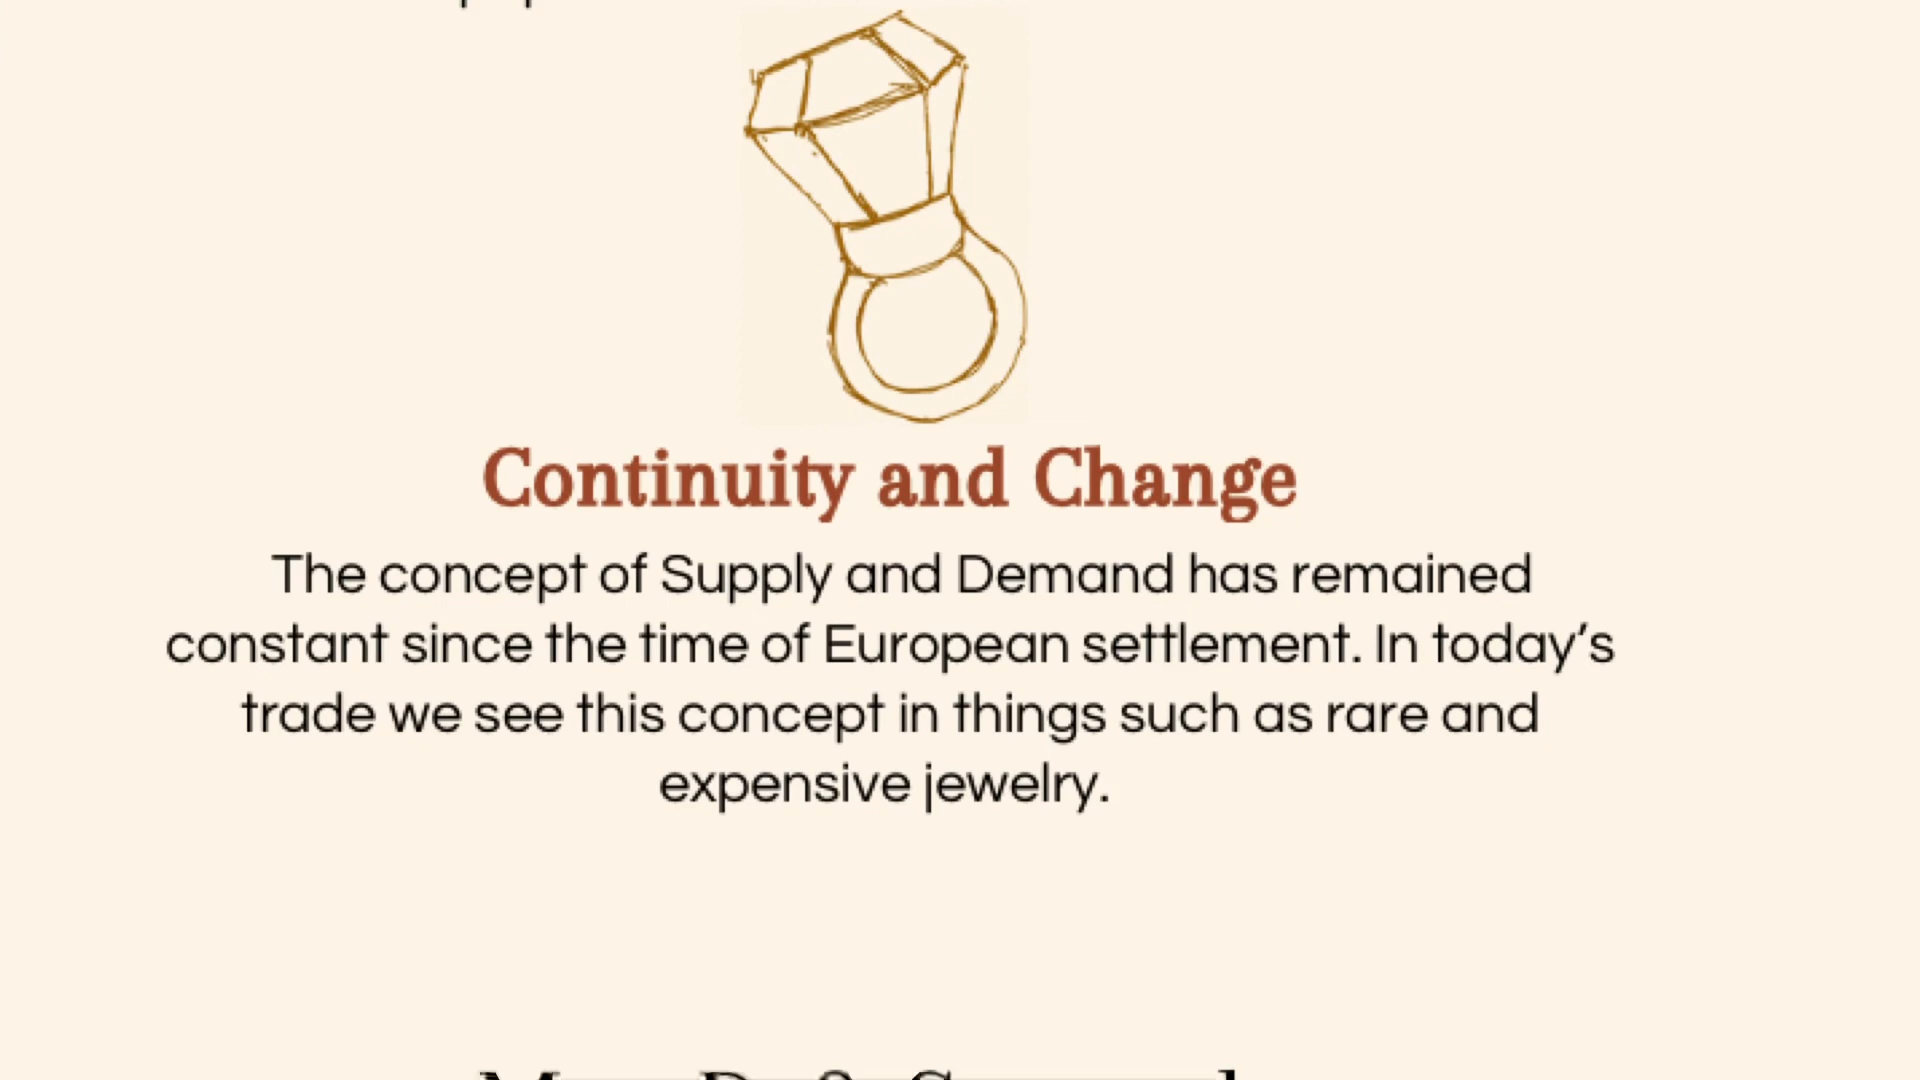 Continuity and Change
The concept of Supply and Demand has remained
constant since the time of European settlement. In today's
trade we see this concept in things such as rare and
expensive jewelry.